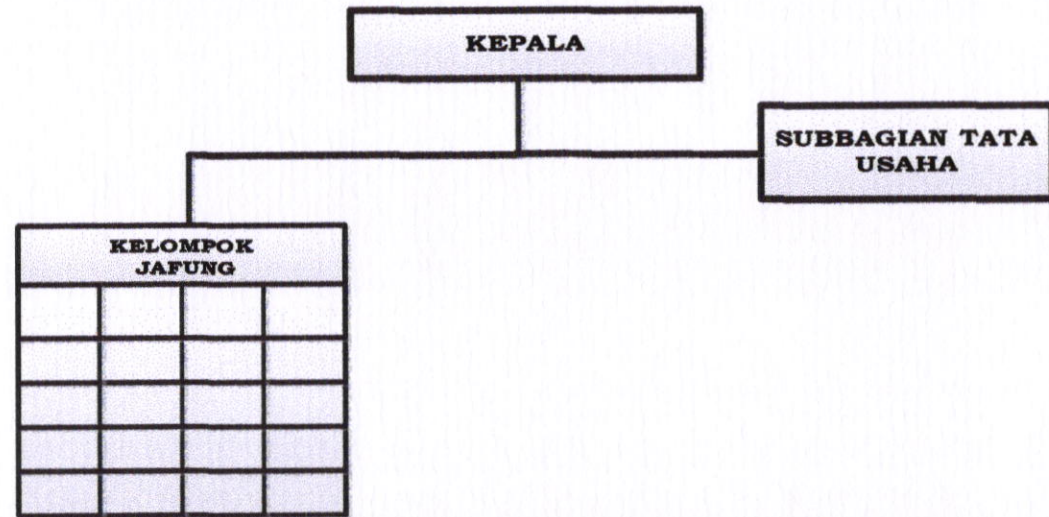 KEPALA
SUBBAGIAN TATA
USAHA
KELOMPOK
JAFUNG